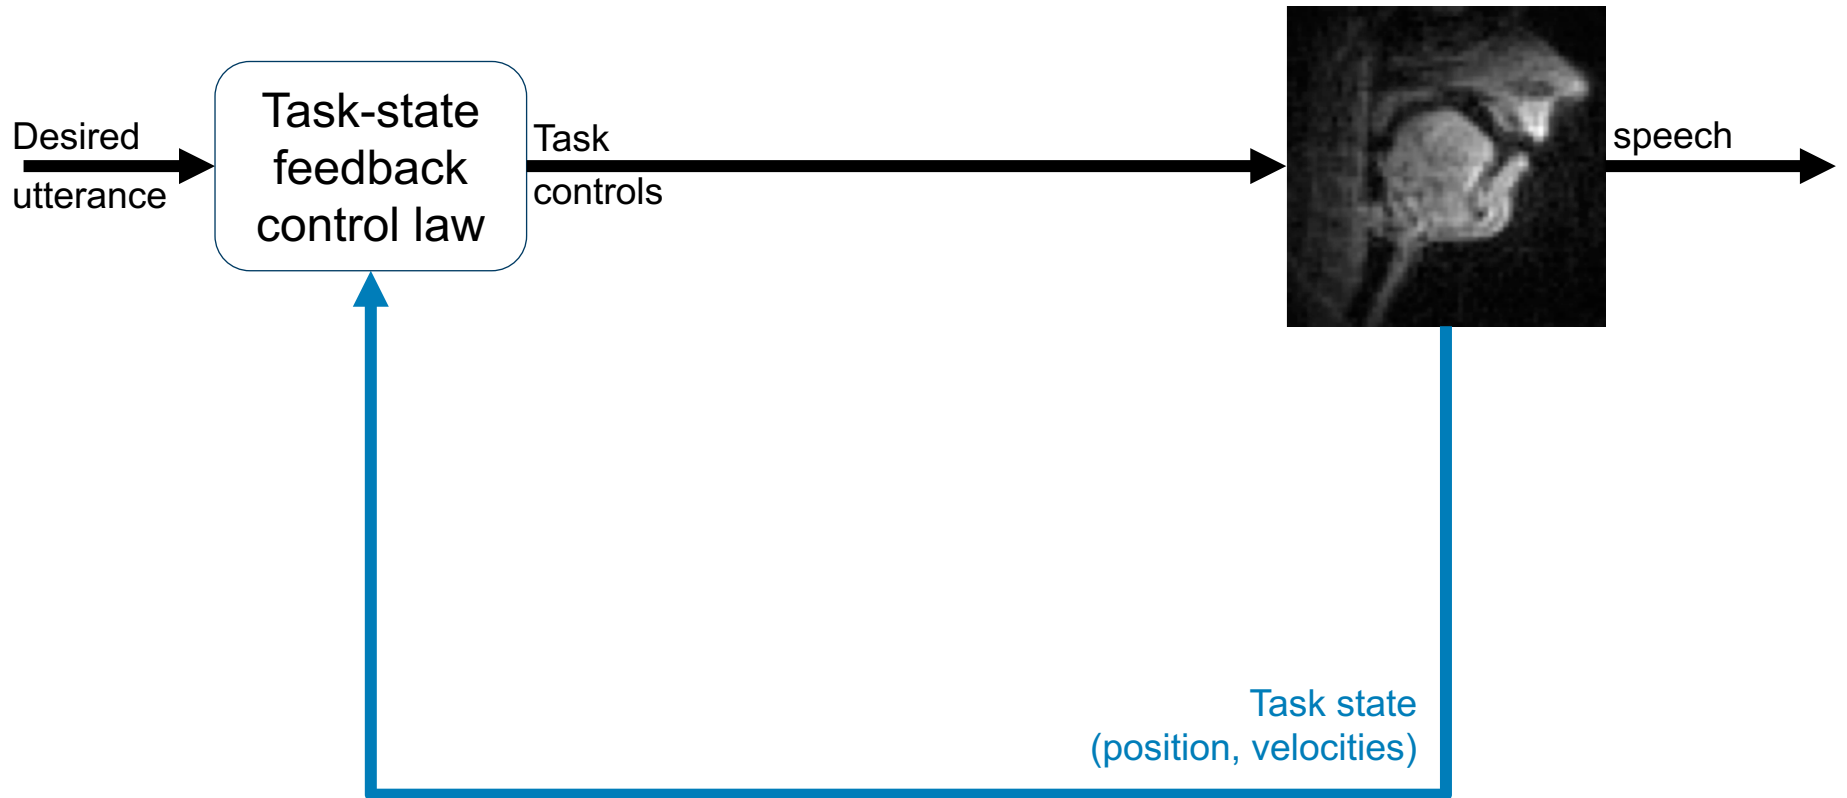 Desired
utterance
Task-state
feedback
control law
Task
controls
speech
Task state
(position, velocities)